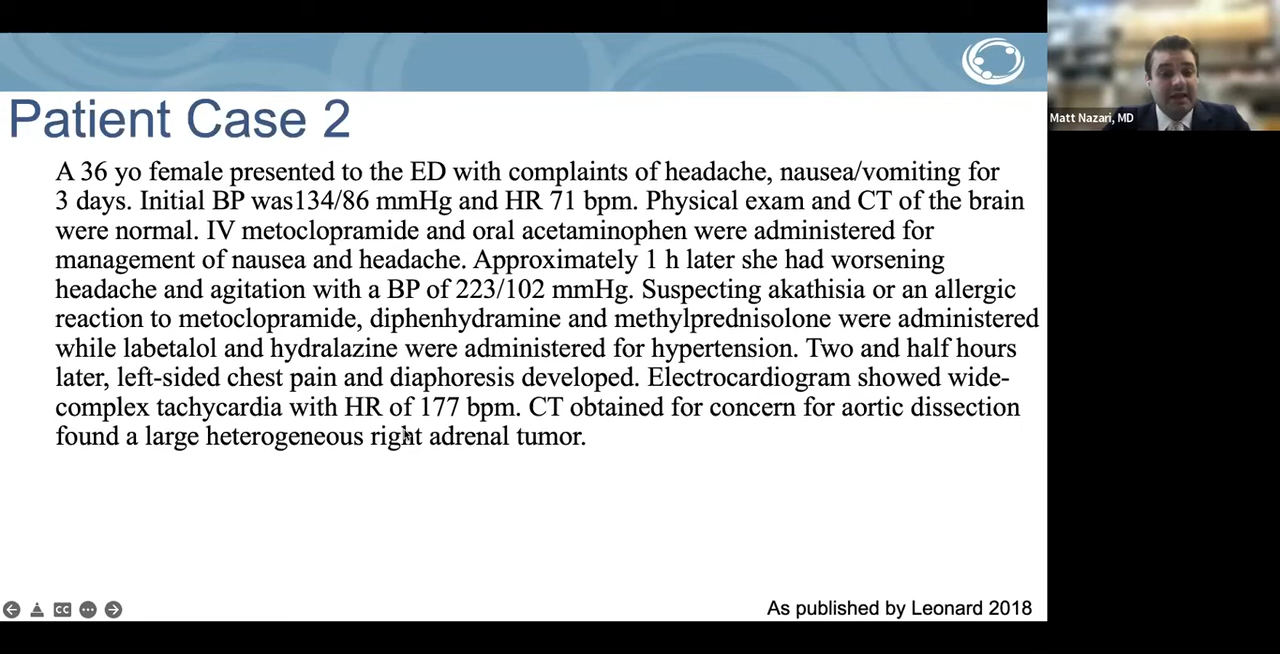 Patient Case 2
A 36 yo female presented to the ED with complaints of headache, nausea/vomiting for
3 days. Initial BP was134/86 mmHg and HR 71 bpm. Physical exam and CT of the brain
were normal. IV metoclopramide and oral acetaminophen were administered for
management of nausea and headache. Approximately 1 h later she had worsening
headache and agitation with a BP of 223/102 mmHg. Suspecting akathisia or an allergic
reaction to metoclopramide, diphenhydramine and methylprednisolone were administered
while labetalol and hydralazine were administered for hypertension. Two and half hours
later, left-sided chest pain and diaphoresis developed. Electrocardiogram showed wide-
complex tachycardia with HR of 177 bpm. CT obtained for concern for aortic dissection
found a large heterogeneous right adrenal tumor.
As published by Leonard 2018
CC
Matt Nazari, MD